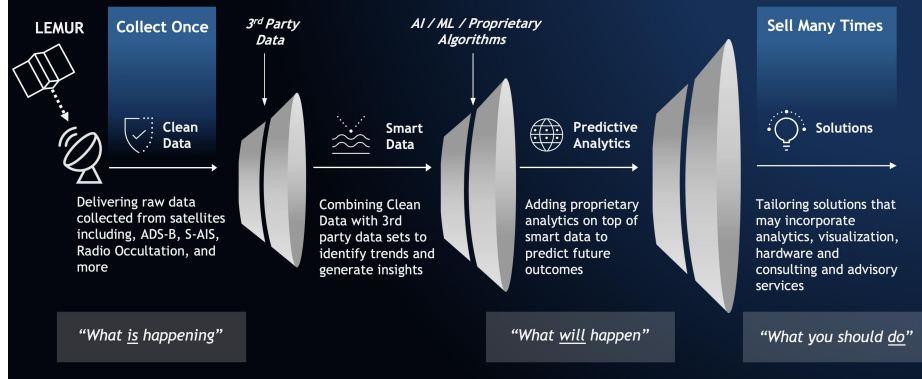 LEMUR
Collect Once
3rd Party
Data
AI / ML / Proprietary
Algorithms
Sell Many Times
Clean
Data
Smart
Data
Predictive
Analytics
Solutions
Delivering raw data
collected from satellites
including, ADS-B, S-AIS,
Radio Occultation, and
more
Combining Clean
Data with 3rd
party data sets to
identify trends and
generate insights
Adding proprietary
analytics on top of
smart data to
predict future
outcomes
Tailoring solutions that
may incorporate
analytics, visualization,
hardware and
consulting and advisory
services
“What is happening”
“What will happen”
“What you should do”